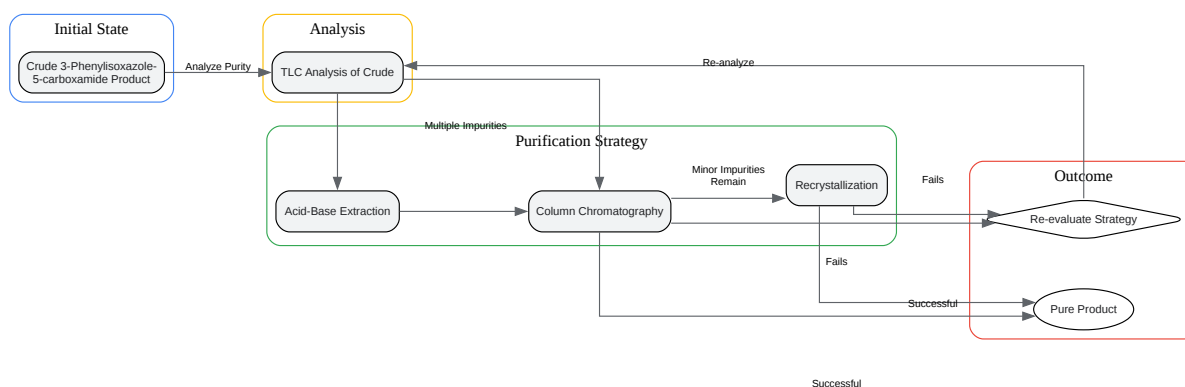 Initial State
Analysis
Crude 3-Phenylisoxazole-
5-carboxamide Product
Analyze Purity
TLC Analysis of Crude
Re-analyze
Multiple Impurities
Purification Strategy
Minor Impurities
Remain
Recrystallization
Fails
Outcome
Acid-Base Extraction
Column Chromatography
Re-evaluate Strategy
Fails
Successful
Pure Product
Successful